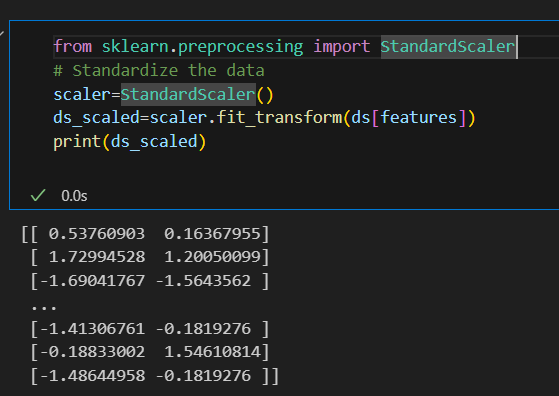 from sklearn.preprocessing import StandardScaler
# Standardize the data
scaler=StandardScaler()
ds_scaled=scaler.fit_transform(ds[features])
print(ds_scaled)
0.0s
[[ 0.53760903  0.16367955]
 [ 1.72994528  1.20050099]
 [-1.69041767 -1.5643562 ]
 ...
 [-1.41306761 -0.1819276 ]
 [-0.18833002  1.54610814]
 [-1.48644958 -0.1819276 ]]